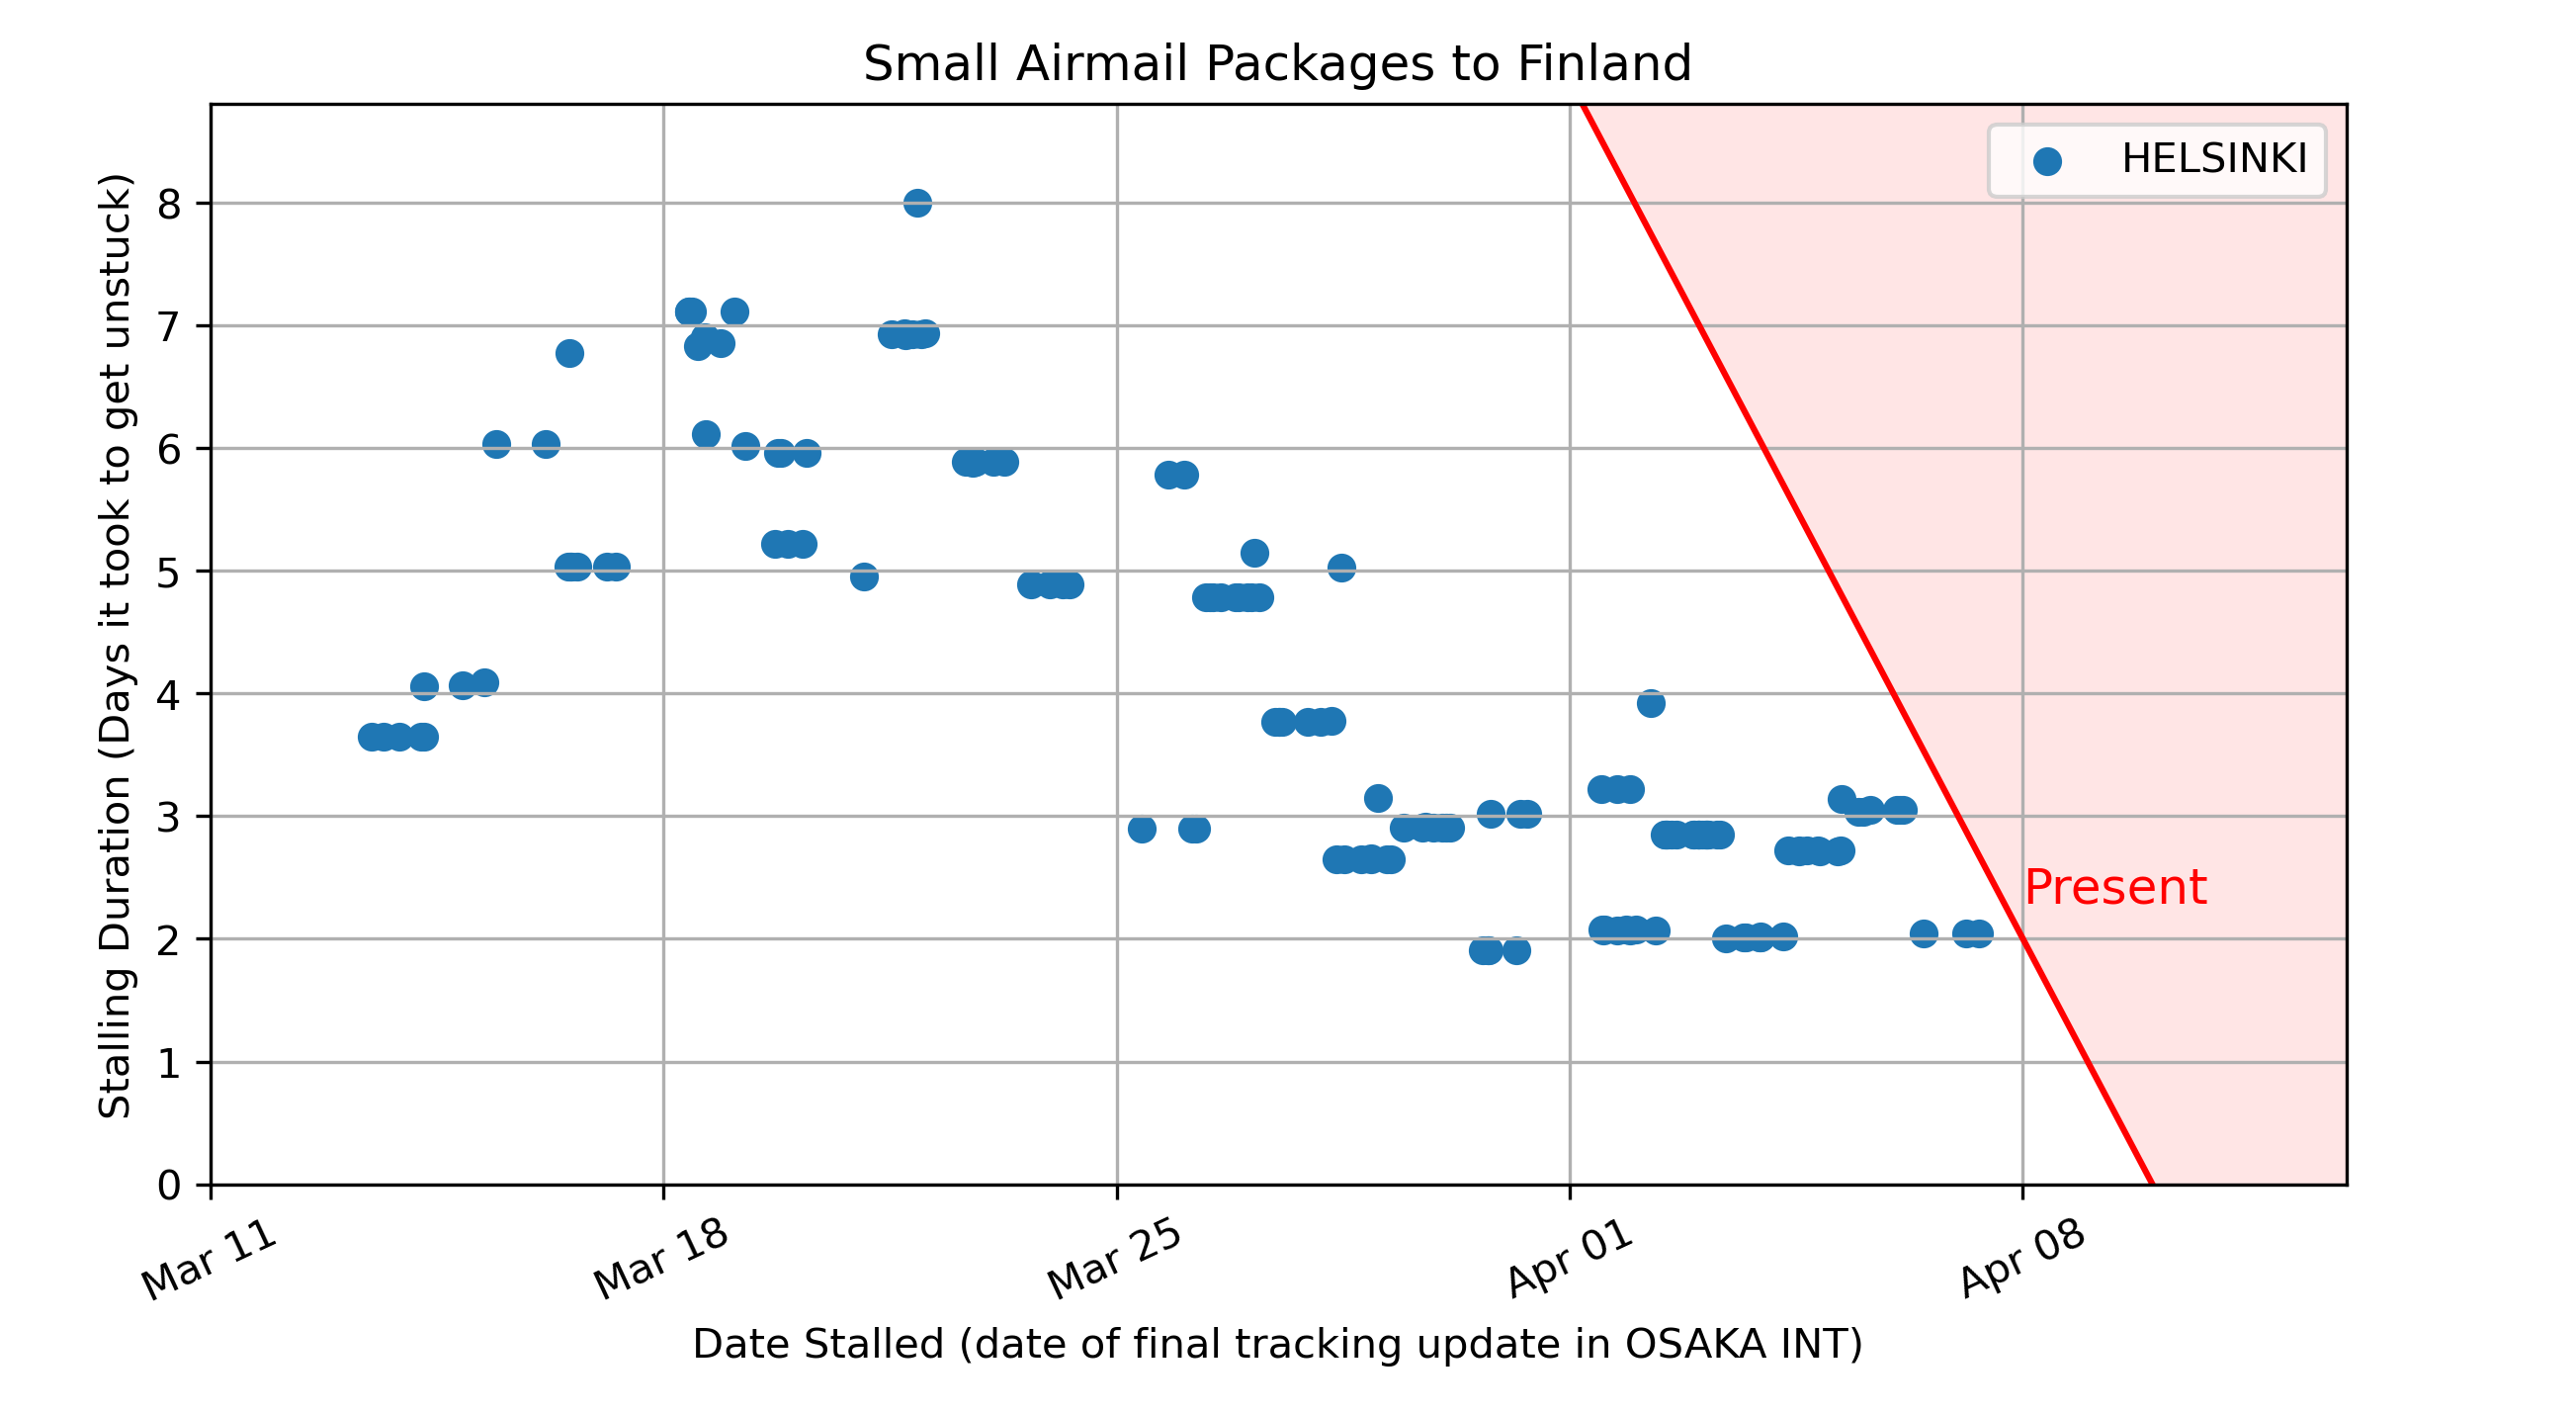 Small Airmail Packages to Finland
HELSINKI
Stalling Duration (Days it took to get unstuck)
8
7
6
5
4
3
2
1
0
Present
Mar 11
Mar 18
Mar 25
Apr 01
Apr 08
Date Stalled (date of final tracking update in OSAKA INT)